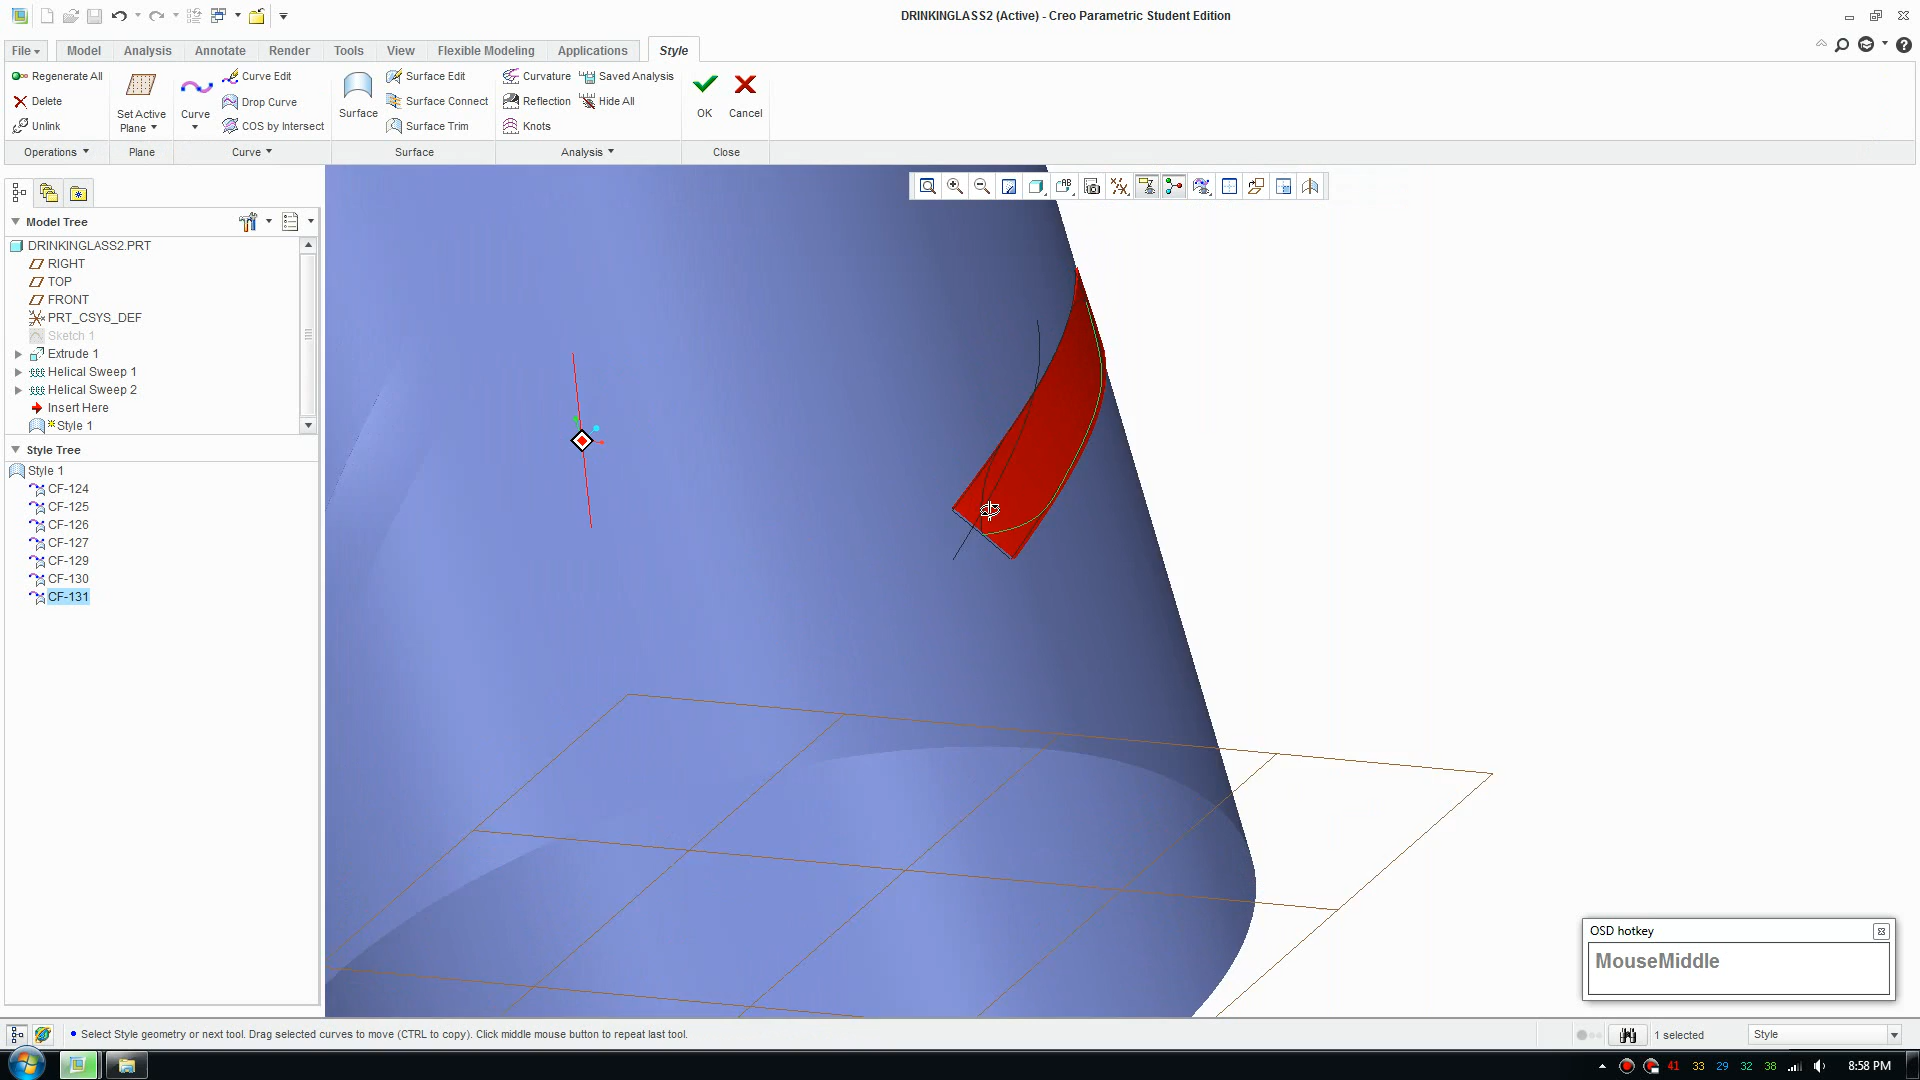 DRINKINGLASS2 (Active) - Creo Parametric Student Edition
File Model Analysis Annotate Render Tools View Flexible Modeling Applications Style
Regenerate All
Delete
Unlink
Operations
Set Active Plane
Plane
Curve
Curve Edit
Drop Curve
COS by Intersect
Curve
Surface
Surface Edit
Surface Connect
Surface Trim
Surface
Curvature
Reflection
Knots
Saved Analysis
Hide All
Analysis
OK
Cancel
Close
Model Tree
DRINKINGLASS2.PRT
RIGHT
TOP
FRONT
PRT_CSYS_DEF
Sketch 1
Extrude 1
Helical Sweep 1
Helical Sweep 2
Insert Here
Style 1
Style Tree
Style 1
CF-124
CF-125
CF-126
CF-127
CF-129
CF-130
CF-131
OSD hotkey
MouseMiddle
Select Style geometry or next tool. Drag selected curves to move (CTRL to copy). Click middle mouse button to repeat last tool.
1 selected
Style
41 33 29 32 38
8:58 PM